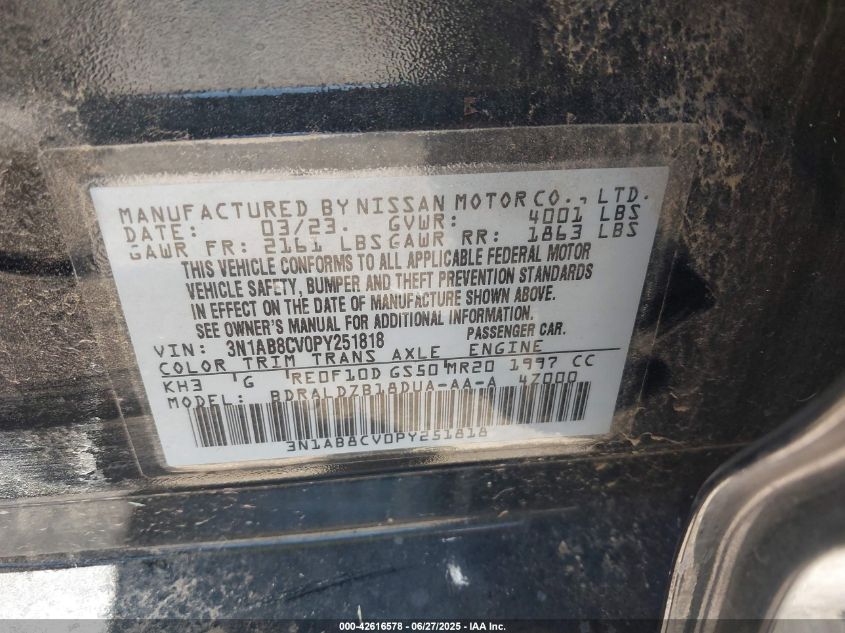 MANUFACTURED BY NISSAN MOTOR CO., LTD.
DATE: 03/23. GVWR: 4001 LBS
GAWR FR: 2161 LBS GAWR RR: 1863 LBS
THIS VEHICLE CONFORMS TO ALL APPLICABLE FEDERAL MOTOR
VEHICLE SAFETY, BUMPER AND THEFT PREVENTION STANDARDS
IN EFFECT ON THE DATE OF MANUFACTURE SHOWN ABOVE.
SEE OWNER'S MANUAL FOR ADDITIONAL INFORMATION.
VIN: 3N1AB8CV0PY251818 PASSENGER CAR.
COLOR TRIM TRANS AXLE ENGINE
KH3 G RE0F10D GS50 MR20 1997 CC
MODEL: BDRALDZB18DUA-AA-A 47000
3N1AB8CV0PY251818
000-42616578 - 06/27/2025 - IAA Inc.